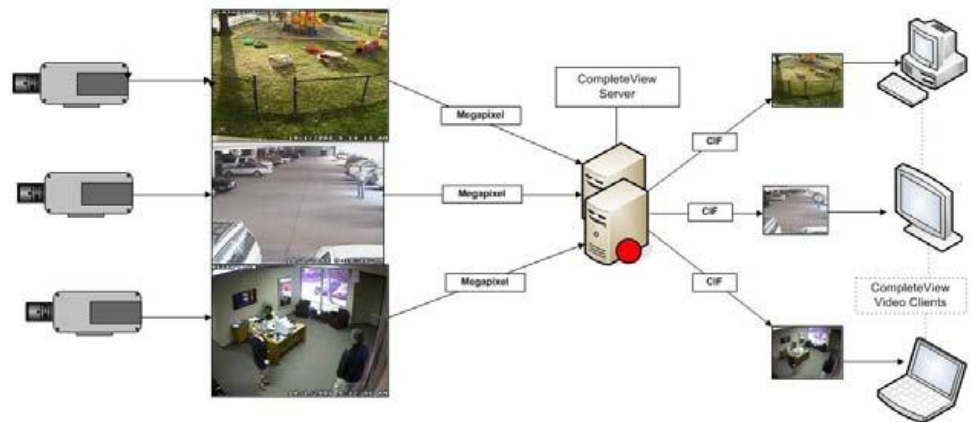 CompleteView
Server
Megapixel
Megapixel
Megapixel
CIF
CIF
CIF
CompleteView
Video Clients